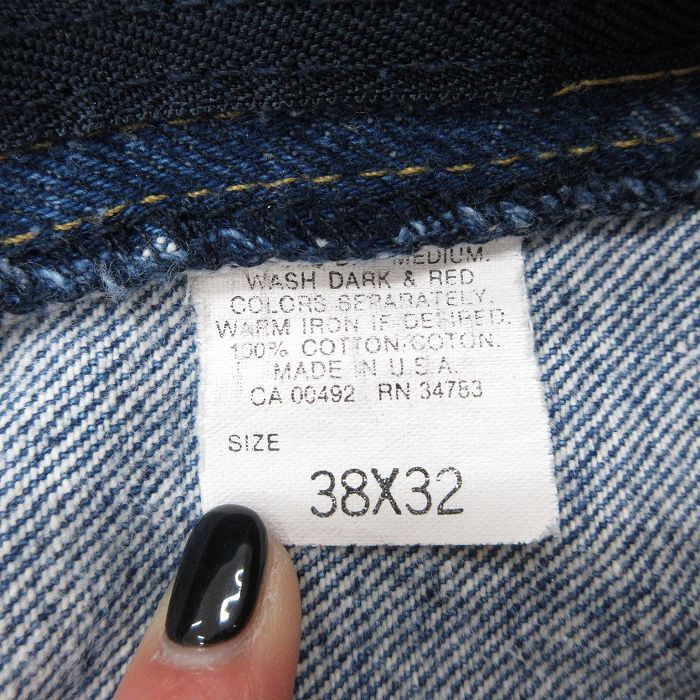 MEDIUM.
WASH DARK & RED
COLORS SEPARATELY.
WARM IRON IF DESIRED.
100% COTTON/COTON.
MADE IN U.S.A.
CA 00492 RN 34783
SIZE
38X32